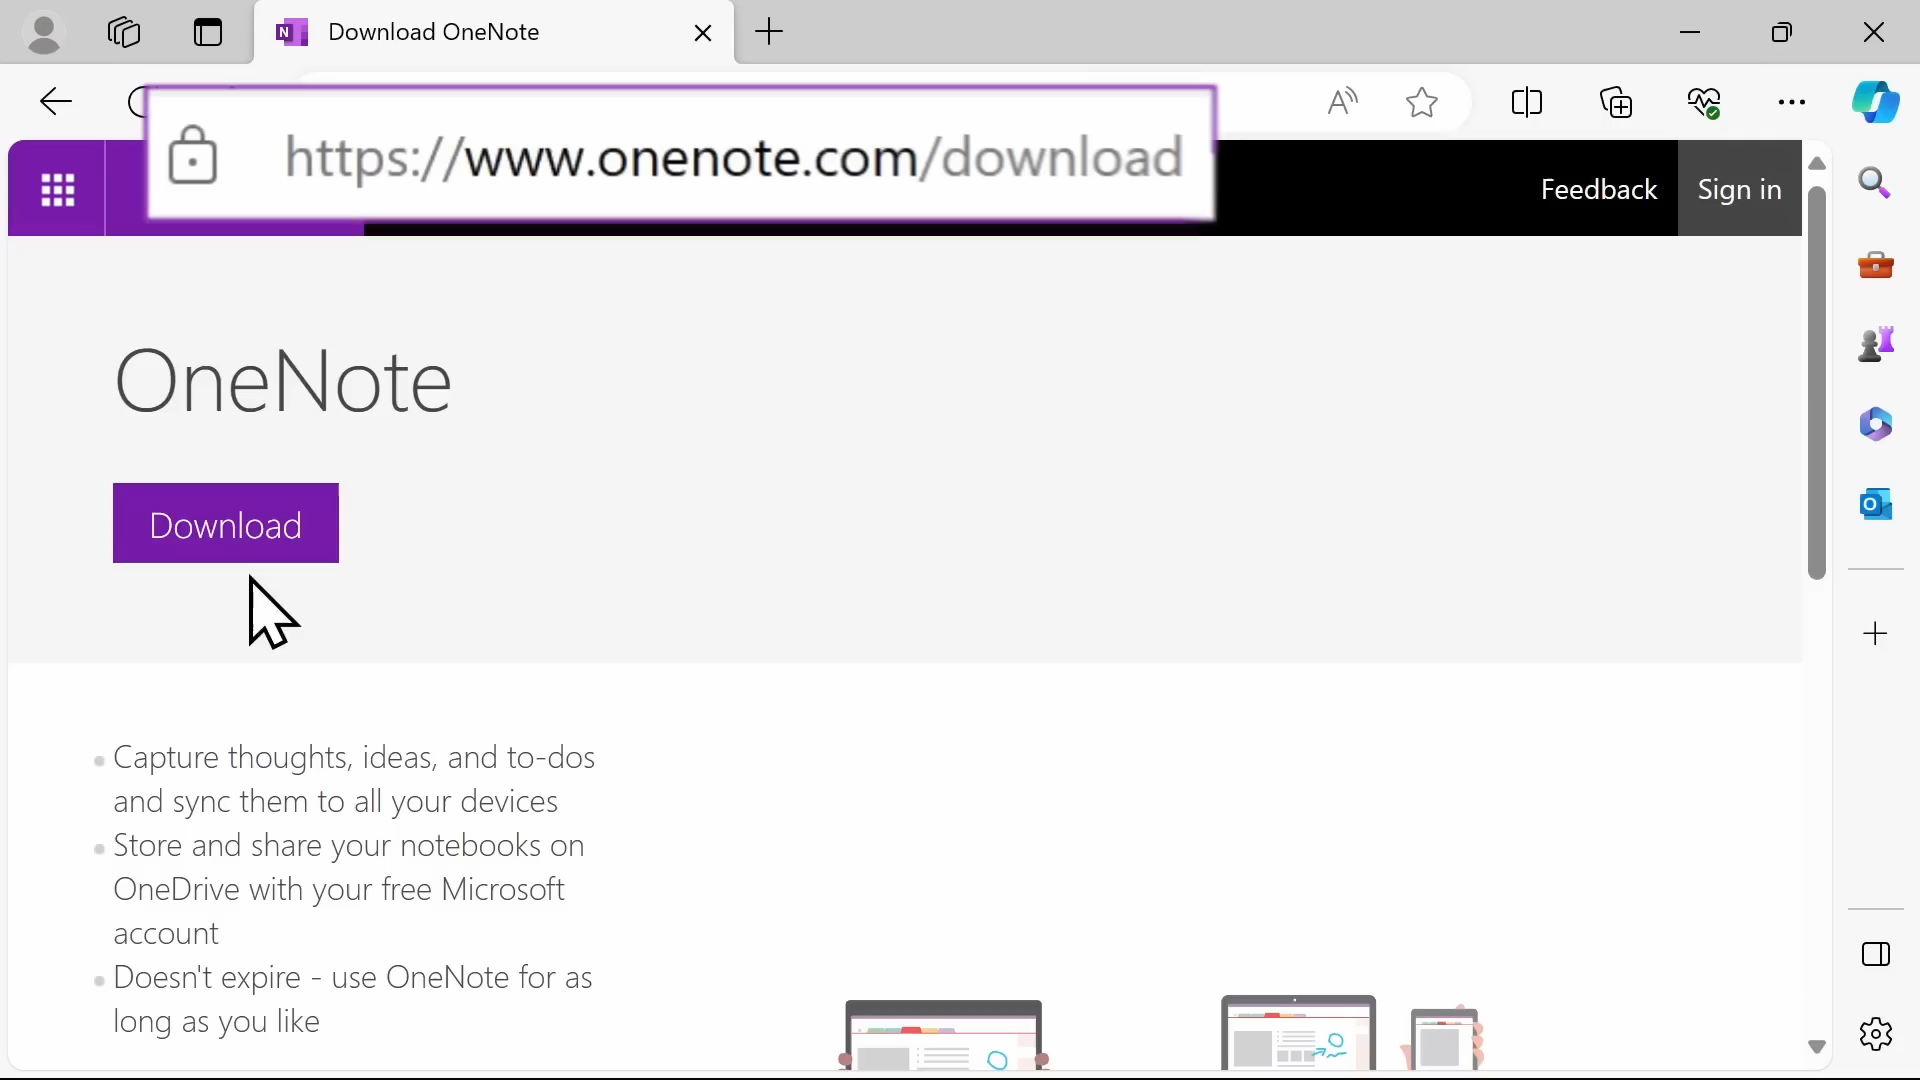 Download OneNote
https://www.onenote.com/download
Feedback
Sign in
OneNote
Download
Capture thoughts, ideas, and to-dos
and sync them to all your devices
Store and share your notebooks on
OneDrive with your free Microsoft
account
Doesn't expire - use OneNote for as
long as you like